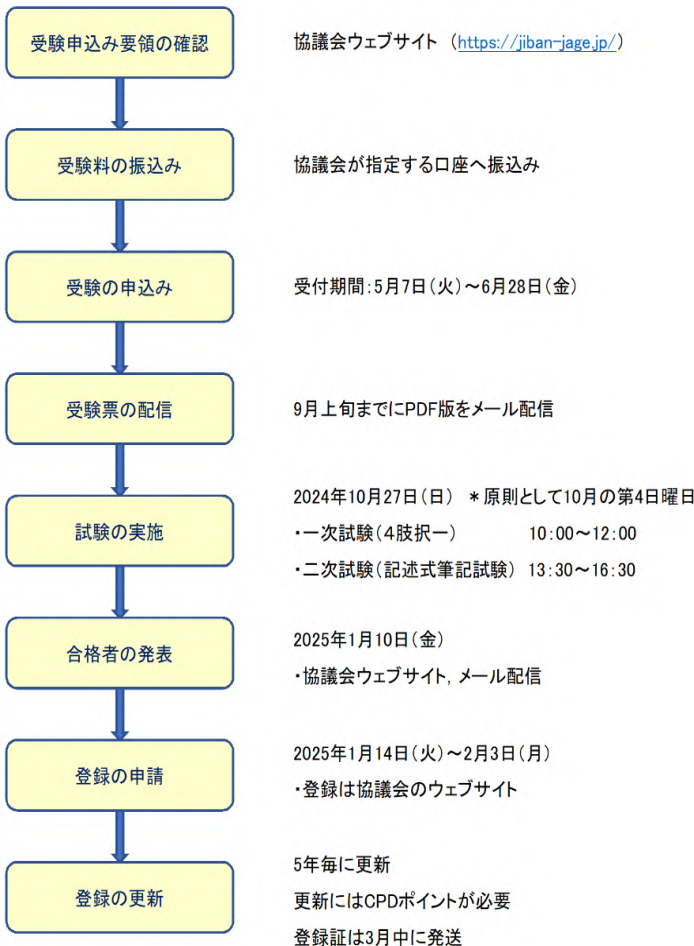 受験申込み要領の確認
協議会ウェブサイト (https://jiban-jage.jp/)
受験料の振込み
協議会が指定する口座へ振込み
受験の申込み
受付期間:5月7日(火)~6月28日(金)
受験票の配信
9月上旬までにPDF版をメール配信
試験の実施
2024年10月27日(日) *原則として10月の第4日曜日
・一次試験(4肢択一) 10:00~12:00
・二次試験(記述式筆記試験) 13:30~16:30
合格者の発表
2025年1月10日(金)
・協議会ウェブサイト, メール配信
登録の申請
2025年1月14日(火)~2月3日(月)
・登録は協議会のウェブサイト
登録の更新
5年毎に更新
更新にはCPDポイントが必要
登録証は3月中に発送